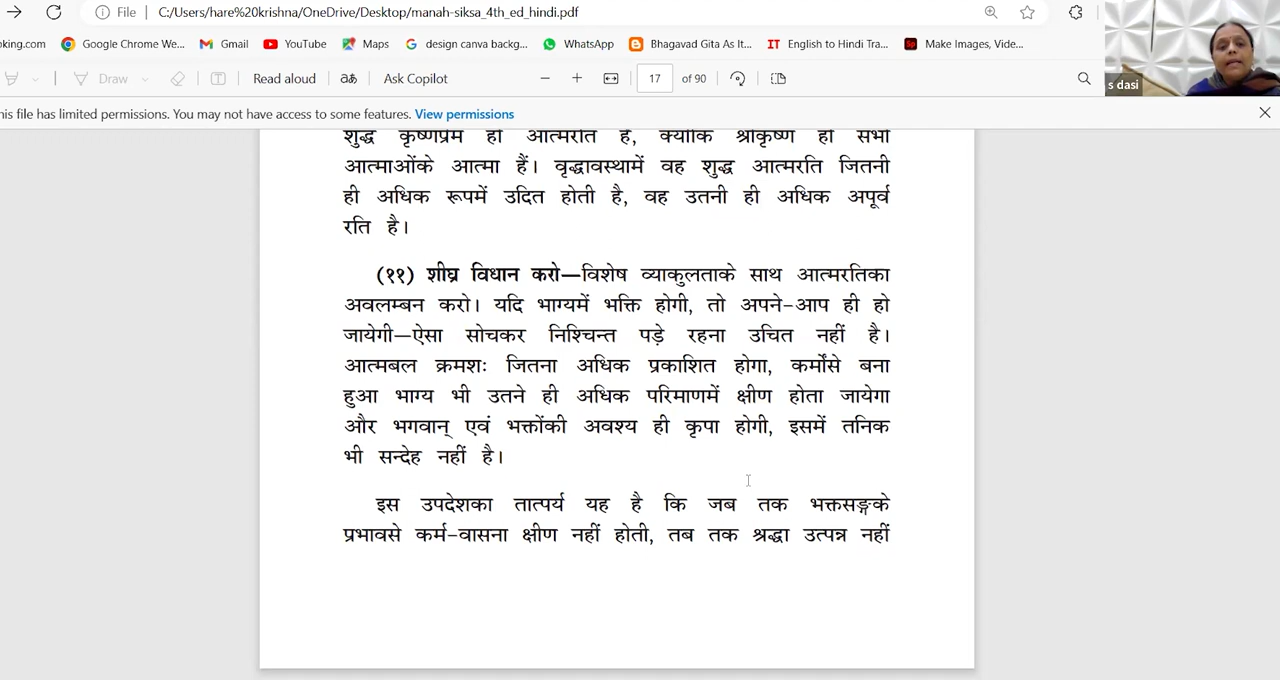 File
C:/Users/hare%20krishna/OneDrive/Desktop/manah-siksa_4th_ed_hindi.pdf
oking.com Google Chrome We... Gmail YouTube Maps design canva backg... WhatsApp Bhagavad Gita As It... English to Hindi Tra... Make Images, Vide...
Draw Read aloud Ask Copilot 17 of 90
s dasi
his file has limited permissions. You may not have access to some features. View permissions
शुद्ध कृष्णप्रेम ही आत्मरति है, क्योंकि श्रीकृष्ण ही सभी
आत्माओंके आत्मा हैं। वृद्धावस्थामें वह शुद्ध आत्मरति जितनी
ही अधिक रूपमें उदित होती है, वह उतनी ही अधिक अपूर्व
रति है।
(११) शीघ्र विधान करो—विशेष व्याकुलताके साथ आत्मरतिका
अवलम्बन करो। यदि भाग्यमें भक्ति होगी, तो अपने-आप ही हो
जायेगी—ऐसा सोचकर निश्चिन्त पड़े रहना उचित नहीं है।
आत्मबल क्रमशः जितना अधिक प्रकाशित होगा, कर्मोंसे बना
हुआ भाग्य भी उतने ही अधिक परिमाणमें क्षीण होता जायेगा
और भगवान् एवं भक्तोंकी अवश्य ही कृपा होगी, इसमें तनिक
भी सन्देह नहीं है।
इस उपदेशका तात्पर्य यह है कि जब तक भक्तसङ्गके
प्रभावसे कर्म-वासना क्षीण नहीं होती, तब तक श्रद्धा उत्पन्न नहीं